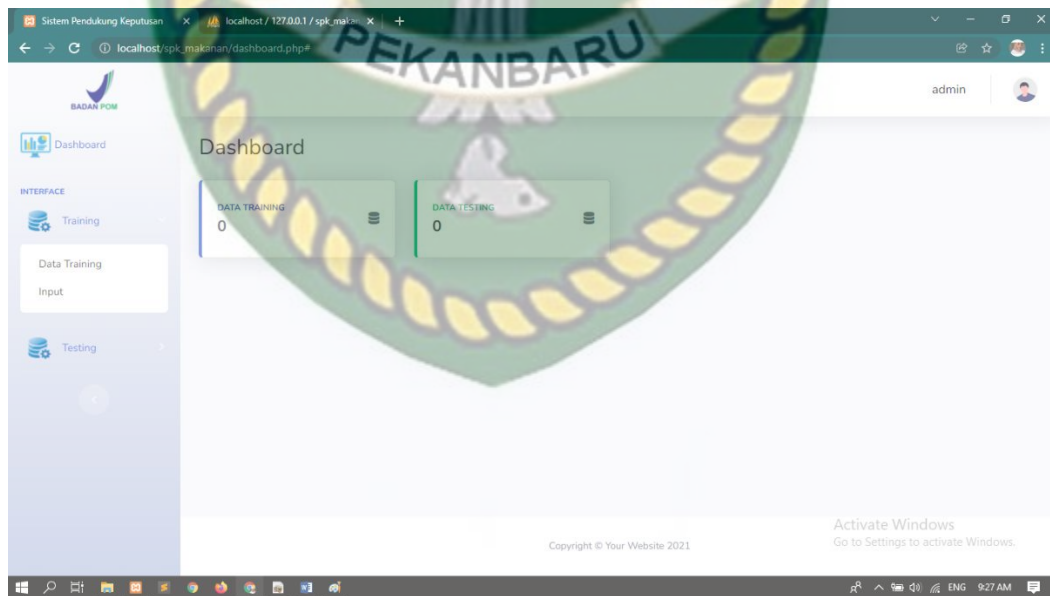 Sistem Pendukung Keputusan
localhost / 127.0.0.1 / spk_makan
localhost/spk_makanan/dashboard.php#
PEKANBARU
BADAN POM
admin
Dashboard
Dashboard
INTERFACE
Training
Data Training
Input
Testing
DATA TRAINING
0
DATA TESTING
0
Copyright © Your Website 2021
Activate Windows
Go to Settings to activate Windows.
ENG 9:27 AM